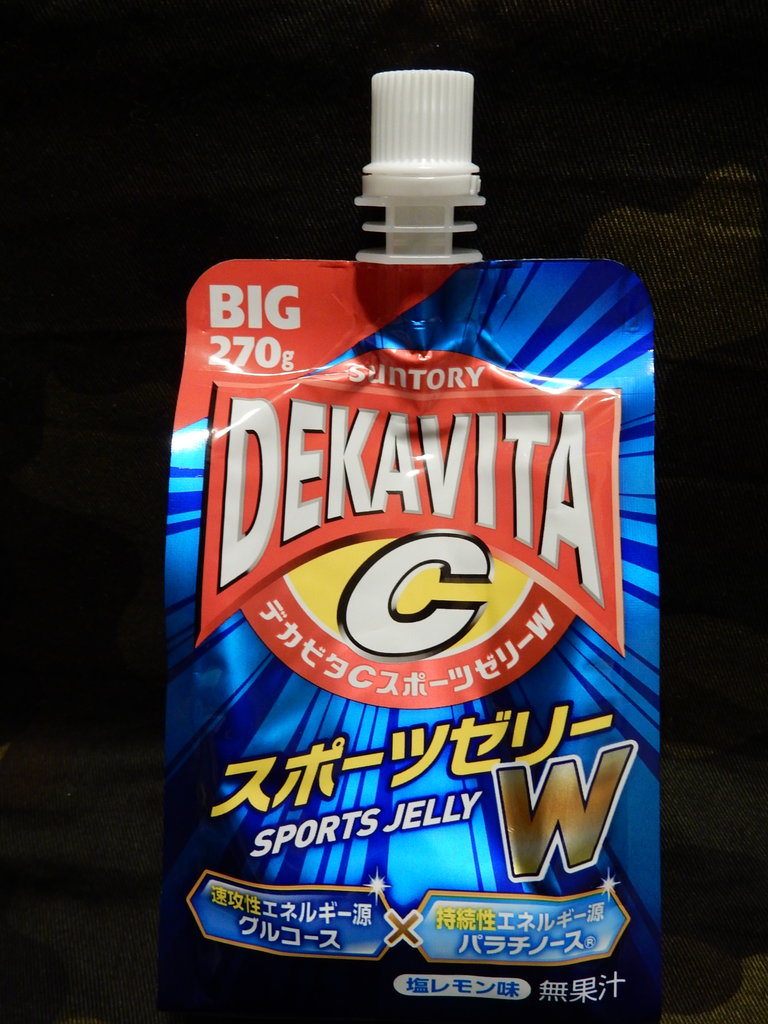 BIG
270g
SUNTORY
DEKAVITA
C
デカビタCスポーツゼリーW
スポーツゼリー
W
SPORTS JELLY
速攻性エネルギー源
グルコース
×
持続性エネルギー源
パラチノース®
塩レモン味 無果汁